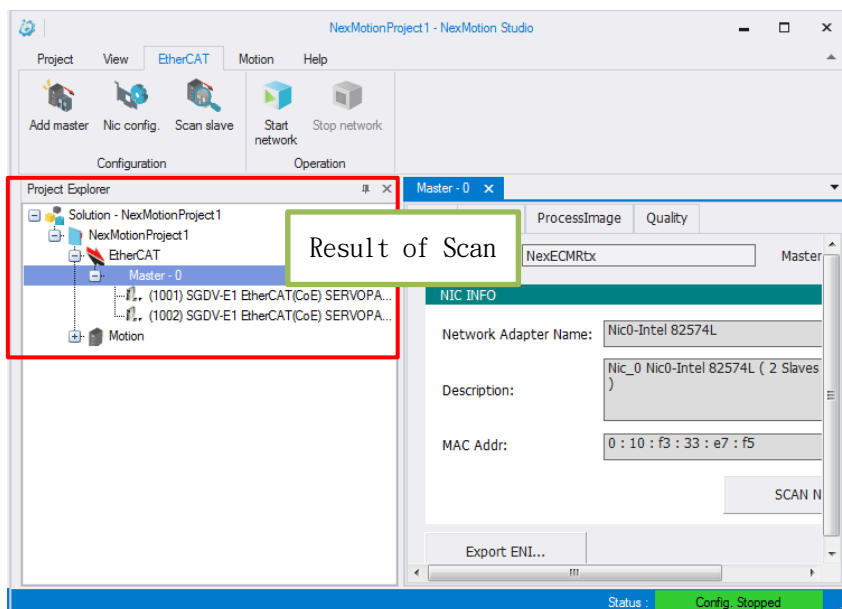 NexMotionProject1 - NexMotion Studio
Project View EtherCAT Motion Help
Add master Nic config. Scan slave Start network Stop network
Configuration Operation
Project Explorer
Master - 0
Solution - NexMotionProject1
NexMotionProject1
EtherCAT
Master - 0
(1001) SGDV-E1 EtherCAT(CoE) SERVOPA...
(1002) SGDV-E1 EtherCAT(CoE) SERVOPA...
Motion
Result of Scan
ProcessImage Quality
NexECMRtx Master
NIC INFO
Network Adapter Name: Nic0-Intel 82574L
Description: Nic_0 Nic0-Intel 82574L ( 2 Slaves
)
MAC Addr: 0 : 10 : f3 : 33 : e7 : f5
SCAN N
Export ENI...
Status : Config. Stopped